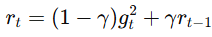 r_t = (1 − γ)g_t^2 + γr_{t−1}